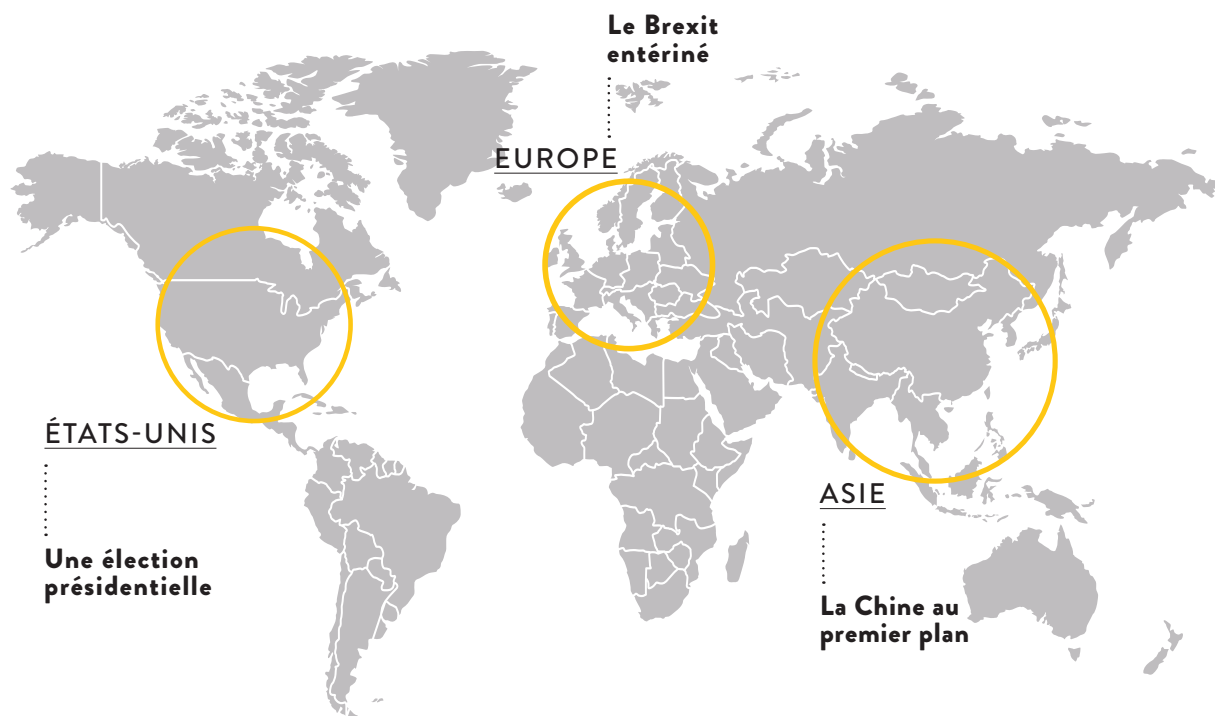 Le Brexit
entériné
EUROPE
ÉTATS-UNIS
Une élection
présidentielle
ASIE
La Chine au
premier plan